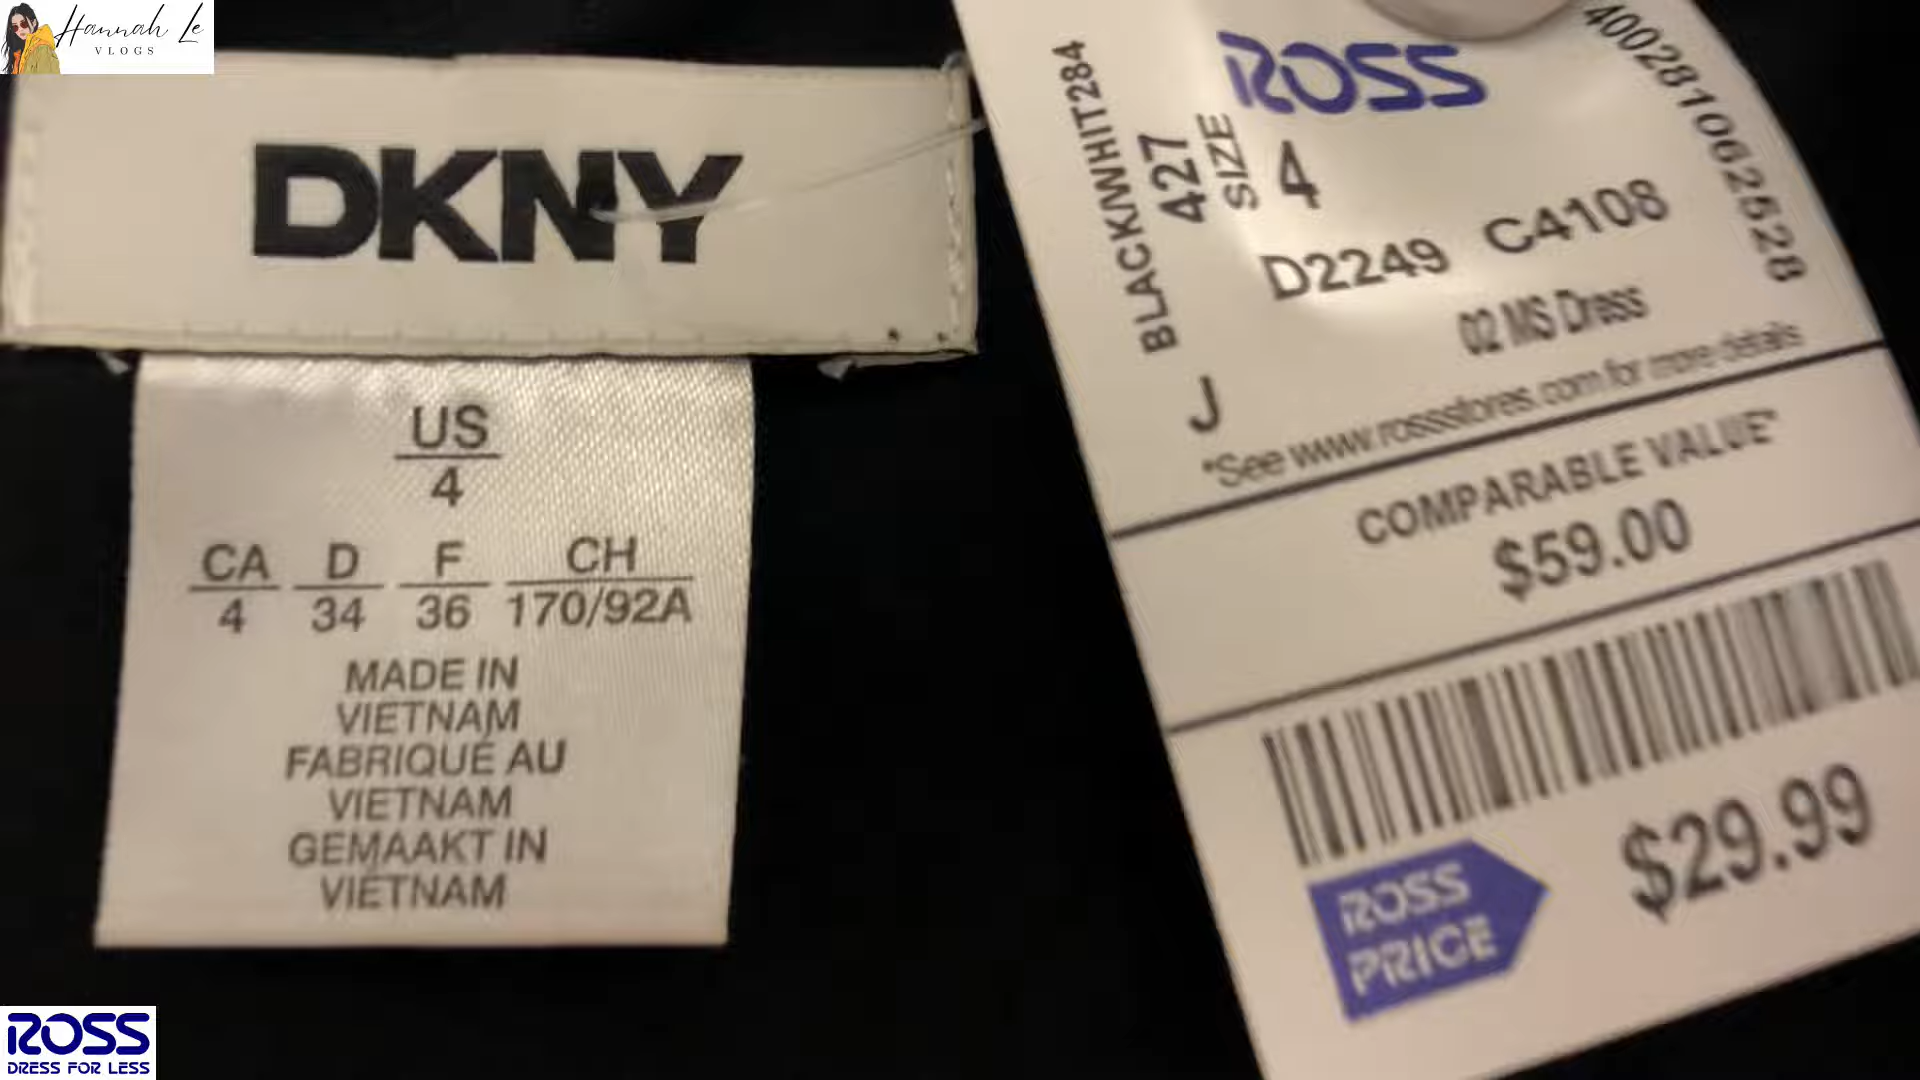 Hannah Le
VLOGS
DKNY
US
4
CA D F CH
4 34 36 170/92A
MADE IN
VIETNAM
FABRIQUÉ AU
VIETNAM
GEMAAKT IN
VIETNAM
ROSS
400281062528
BLACK/WHIT284
427
SIZE
4
D2249 C4108
02 MS Dress
J
*See www.rossstores.com for more details
COMPARABLE VALUE*
$59.00
$29.99
ROSS
PRICE
ROSS
DRESS FOR LESS